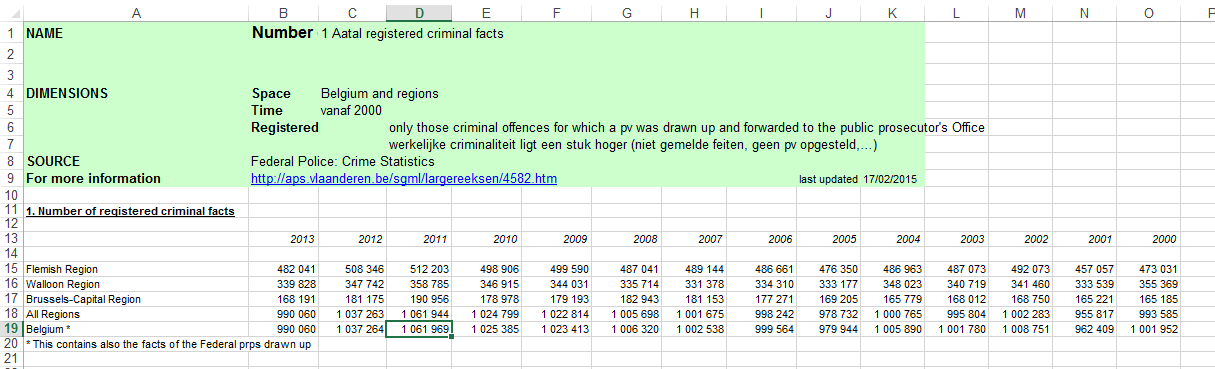 A B C D E F G H I J K L M N O P
1 NAME Number 1 Aatal registered criminal facts
2
3
4 DIMENSIONS Space Belgium and regions
5 Time vanaf 2000
6 Registered only those criminal offences for which a pv was drawn up and forwarded to the public prosecutor's Office
7 werkelijke criminaliteit ligt een stuk hoger (niet gemelde feiten, geen pv opgesteld,...)
8 SOURCE Federal Police: Crime Statistics
9 For more information http://aps.vlaanderen.be/sgml/largereeksen/4582.htm last updated 17/02/2015
10
11 1. Number of registered criminal facts
12
13 2013 2012 2011 2010 2009 2008 2007 2006 2005 2004 2003 2002 2001 2000
14
15 Flemish Region 482 041 508 346 512 203 498 906 499 590 487 041 489 144 486 661 476 350 486 963 487 073 492 073 457 057 473 031
16 Walloon Region 339 828 347 742 358 785 346 915 344 031 335 714 331 378 334 310 333 177 348 023 340 719 341 460 333 539 355 369
17 Brussels-Capital Region 168 191 181 175 190 956 178 978 179 193 182 943 181 153 177 271 169 205 165 779 168 012 168 750 165 221 165 185
18 All Regions 990 060 1 037 263 1 061 944 1 024 799 1 022 814 1 005 698 1 001 675 998 242 978 732 1 000 765 995 804 1 002 283 955 817 993 585
19 Belgium * 990 060 1 037 264 1 061 969 1 025 385 1 023 413 1 006 320 1 002 538 999 564 979 944 1 005 890 1 001 780 1 008 751 962 409 1 001 952
20 * This contains also the facts of the Federal prps drawn up
21